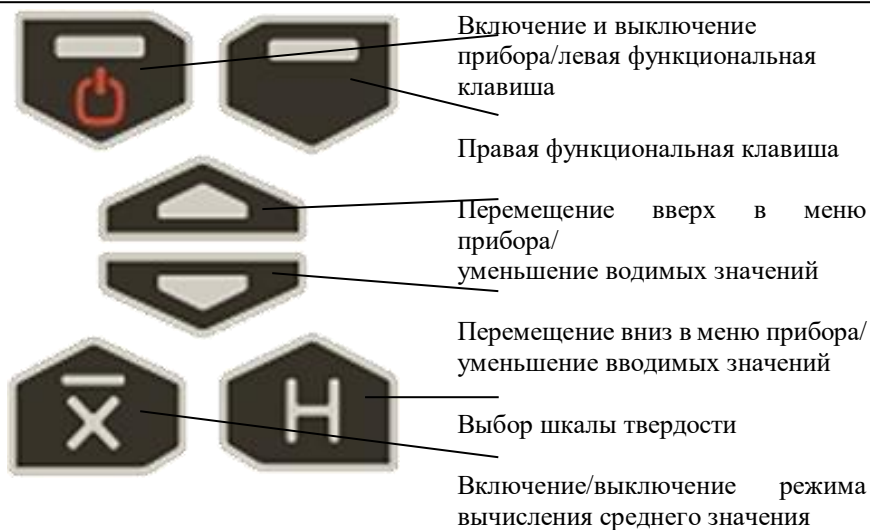 Включение и выключение
прибора/левая функциональная
клавиша
Правая функциональная клавиша
Перемещение вверх в меню
прибора/
уменьшение водимых значений
Перемещение вниз в меню прибора/
уменьшение вводимых значений
Выбор шкалы твердости
Включение/выключение режима
вычисления среднего значения
X̅ H